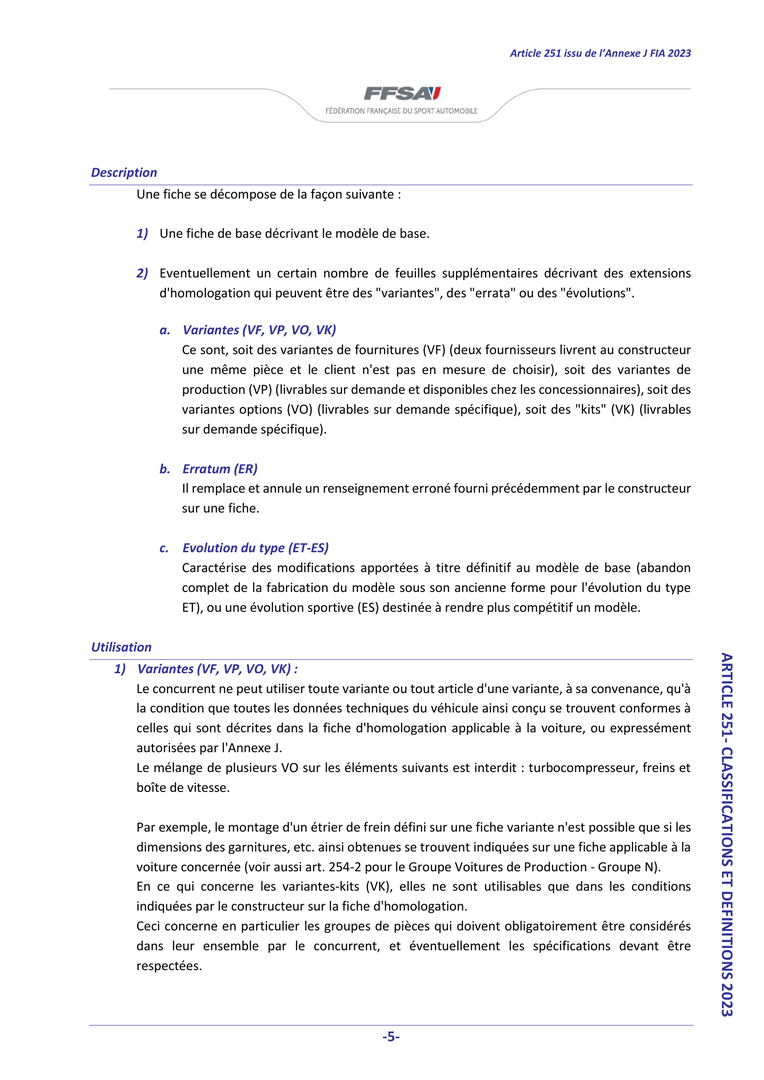 Article 251 issu de l'Annexe J FIA 2023
FFSA
FÉDÉRATION FRANÇAISE DU SPORT AUTOMOBILE
Description
Une fiche se décompose de la façon suivante :
1) Une fiche de base décrivant le modèle de base.
2) Eventuellement un certain nombre de feuilles supplémentaires décrivant des extensions
d'homologation qui peuvent être des "variantes", des "errata" ou des "évolutions".
a. Variantes (VF, VP, VO, VK)
Ce sont, soit des variantes de fournitures (VF) (deux fournisseurs livrent au constructeur
une même pièce et le client n'est pas en mesure de choisir), soit des variantes de
production (VP) (livrables sur demande et disponibles chez les concessionnaires), soit des
variantes options (VO) (livrables sur demande spécifique), soit des "kits" (VK) (livrables
sur demande spécifique).
b. Erratum (ER)
Il remplace et annule un renseignement erroné fourni précédemment par le constructeur
sur une fiche.
c. Evolution du type (ET-ES)
Caractérise des modifications apportées à titre définitif au modèle de base (abandon
complet de la fabrication du modèle sous son ancienne forme pour l'évolution du type
ET), ou une évolution sportive (ES) destinée à rendre plus compétitif un modèle.
Utilisation
1) Variantes (VF, VP, VO, VK) :
Le concurrent ne peut utiliser toute variante ou tout article d'une variante, à sa convenance, qu'à
la condition que toutes les données techniques du véhicule ainsi conçu se trouvent conformes à
celles qui sont décrites dans la fiche d'homologation applicable à la voiture, ou expressément
autorisées par l'Annexe J.
Le mélange de plusieurs VO sur les éléments suivants est interdit : turbocompresseur, freins et
boîte de vitesse.
Par exemple, le montage d'un étrier de frein défini sur une fiche variante n'est possible que si les
dimensions des garnitures, etc. ainsi obtenues se trouvent indiquées sur une fiche applicable à la
voiture concernée (voir aussi art. 254-2 pour le Groupe Voitures de Production - Groupe N).
En ce qui concerne les variantes-kits (VK), elles ne sont utilisables que dans les conditions
indiquées par le constructeur sur la fiche d'homologation.
Ceci concerne en particulier les groupes de pièces qui doivent obligatoirement être considérés
dans leur ensemble par le concurrent, et éventuellement les spécifications devant être
respectées.
ARTICLE 251- CLASSIFICATIONS ET DEFINITIONS 2023
-5-